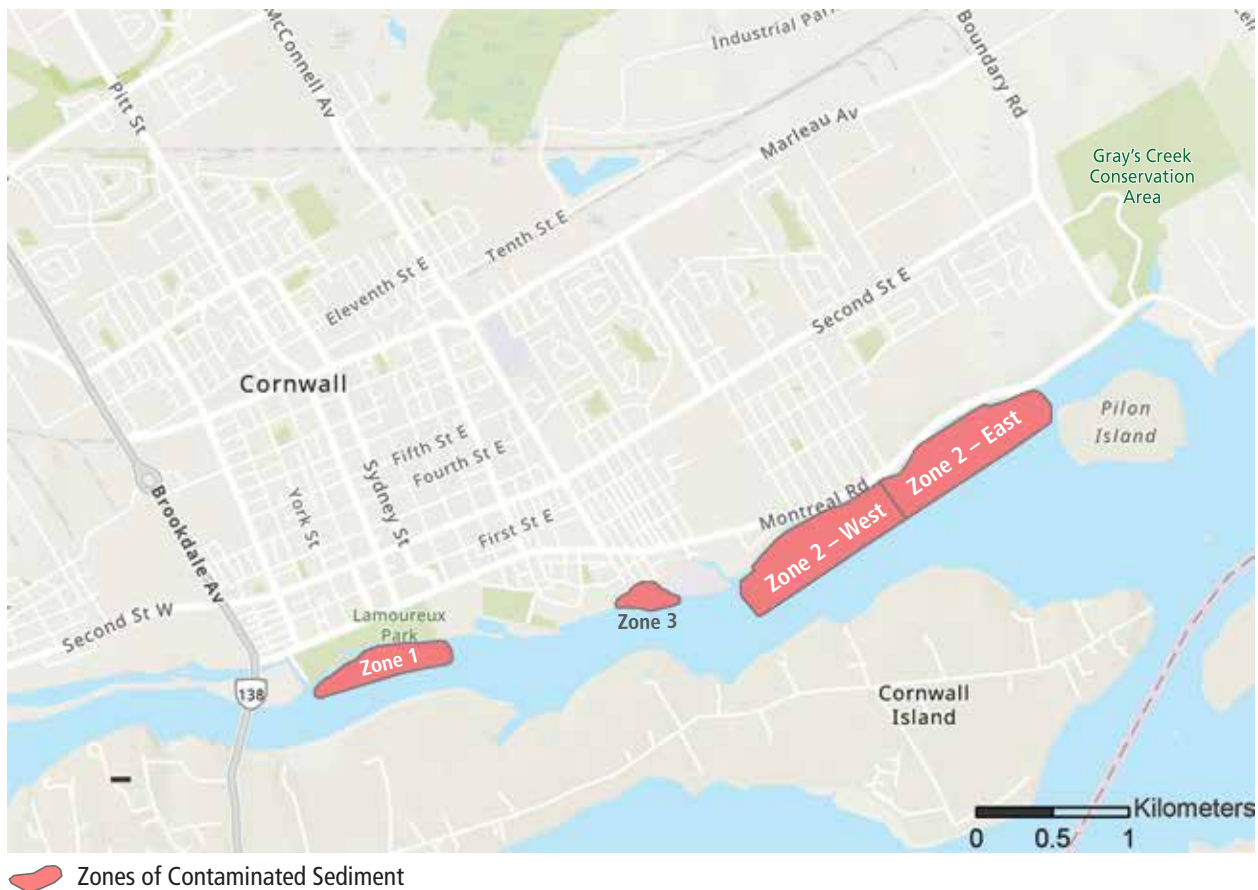 Industrial Park
McConnell Av
Boundary Rd
Pitt St
Marleau Av
Gray's Creek
Conservation
Area
Tenth St E
Eleventh St E
Second St E
Cornwall
Pilon
Island
Fifth St E
Fourth St E
Sydney St
York St
Zone 2 – East
Brookdale Av
First St E
Montreal Rd
Zone 2 – West
Second St W
Lamoureux
Park
Zone 3
Zone 1
138
Cornwall
Island
Kilometers
0 0.5 1
Zones of Contaminated Sediment